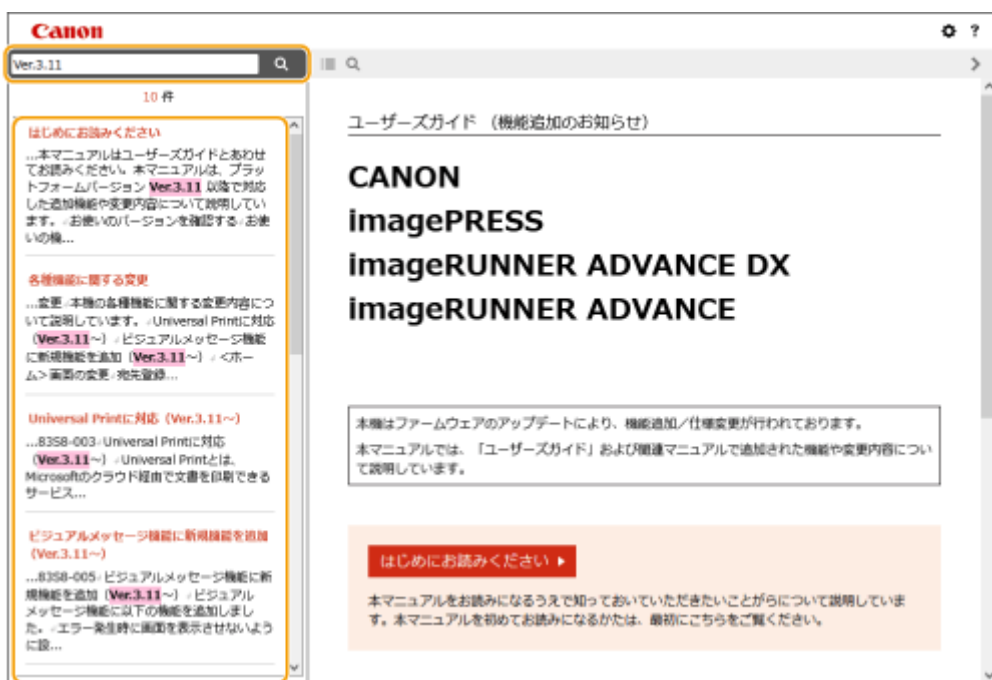 Canon
?
Ver.3.11
10 件
はじめにお読みください
...本マニュアルはユーザーズガイドとあわせ
てお読みください。本マニュアルは、プラッ
トフォームバージョン Ver.3.11 以降で対応
した追加機能や変更内容について説明してい
ます。 お使いのバージョンを確認する お使
いの機...
各種機能に関する変更
...変更 本機の各種機能に関する変更内容につ
いて説明しています。 Universal Printに対応
（Ver.3.11～） ビジュアルメッセージ機能
に新規機能を追加（Ver.3.11～） <ホー
ム>画面の変更 宛先登録...
Universal Printに対応（Ver.3.11～）
...8358-003 Universal Printに対応
（Ver.3.11～） Universal Printとは、
Microsoftのクラウド経由で文書を印刷できる
サービス...
ビジュアルメッセージ機能に新規機能を追加
（Ver.3.11～）
...8358-005 ビジュアルメッセージ機能に新
規機能を追加（Ver.3.11～） ビジュアル
メッセージ機能に以下の機能を追加しまし
た。 エラー発生時に画面を表示させないよう
に設...
ユーザーズガイド （機能追加のお知らせ）
CANON
imagePRESS
imageRUNNER ADVANCE DX
imageRUNNER ADVANCE
本機はファームウェアのアップデートにより、機能追加/仕様変更が行われております。
本マニュアルでは、「ユーザーズガイド」および関連マニュアルで追加された機能や変更内容につい
て説明しています。
はじめにお読みください
本マニュアルをお読みになるうえで知っておいていただきたいことがらについて説明していま
す。本マニュアルを初めてお読みになるかたは、最初にこちらをご覧ください。